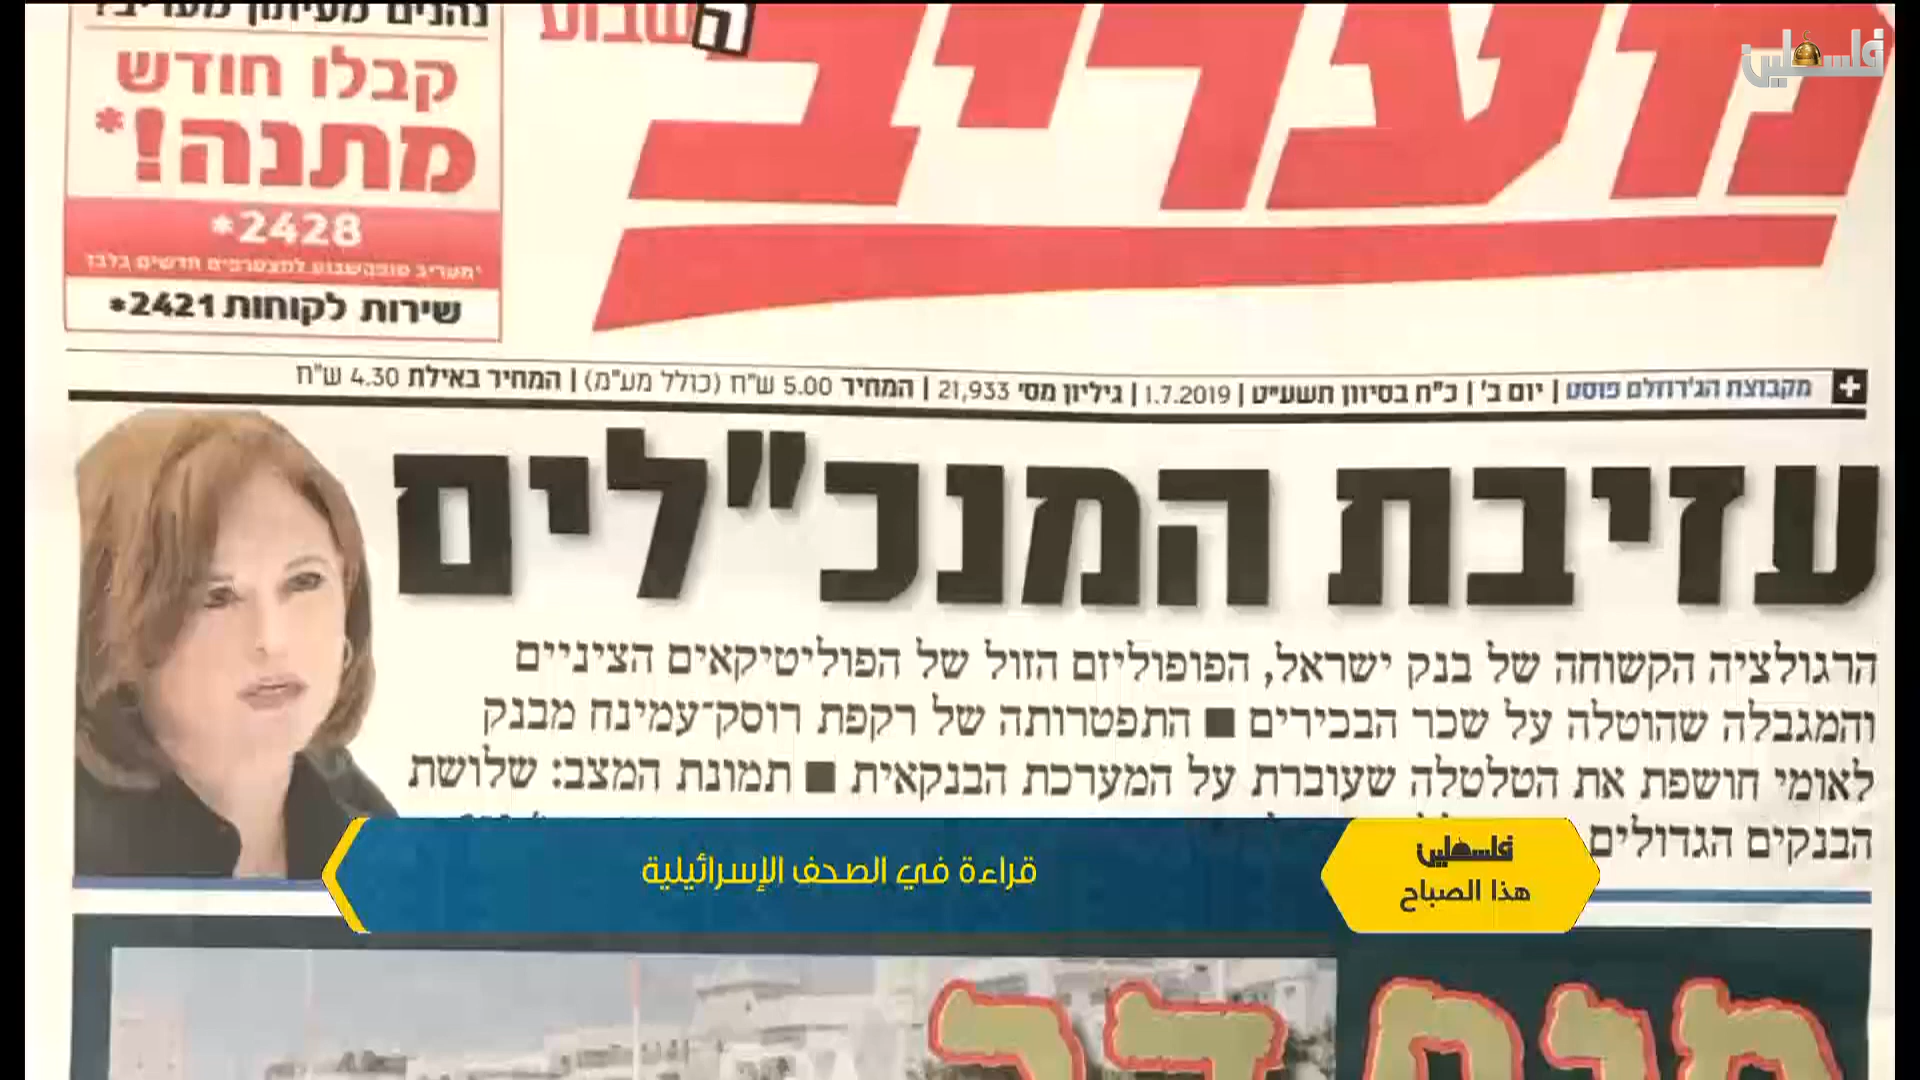 נהנים מעיתון מעריב?
קבלו חודש
מתנה!*
*2428
*מעריב סופהשבוע למצטרפים חדשים בלבד
שירות לקוחות 2421*
השבוע
מעריב
فلسطين
מקבוצת הג'רוזלם פוסט | יום ב' | כ"ח בסיוון תשע"ט | 1.7.2019 | גיליון מס' 21,933 | המחיר 5.00 ש"ח (כולל מע"מ) | המחיר באילת 4.30 ש"ח
עזיבת המנכ"לים
הרגולציה הקשוחה של בנק ישראל, הפופוליזם הזול של הפוליטיקאים הציניים
והמגבלה שהוטלה על שכר הבכירים ■ התפטרותה של רקפת רוסק־עמינח מבנק
לאומי חושפת את הטלטלה שעוברת על המערכת הבנקאית ■ תמונת המצב: שלושת
הבנקים הגדולים
فلسطين
هذا الصباح
قراءة في الصحف الإسرائيلية